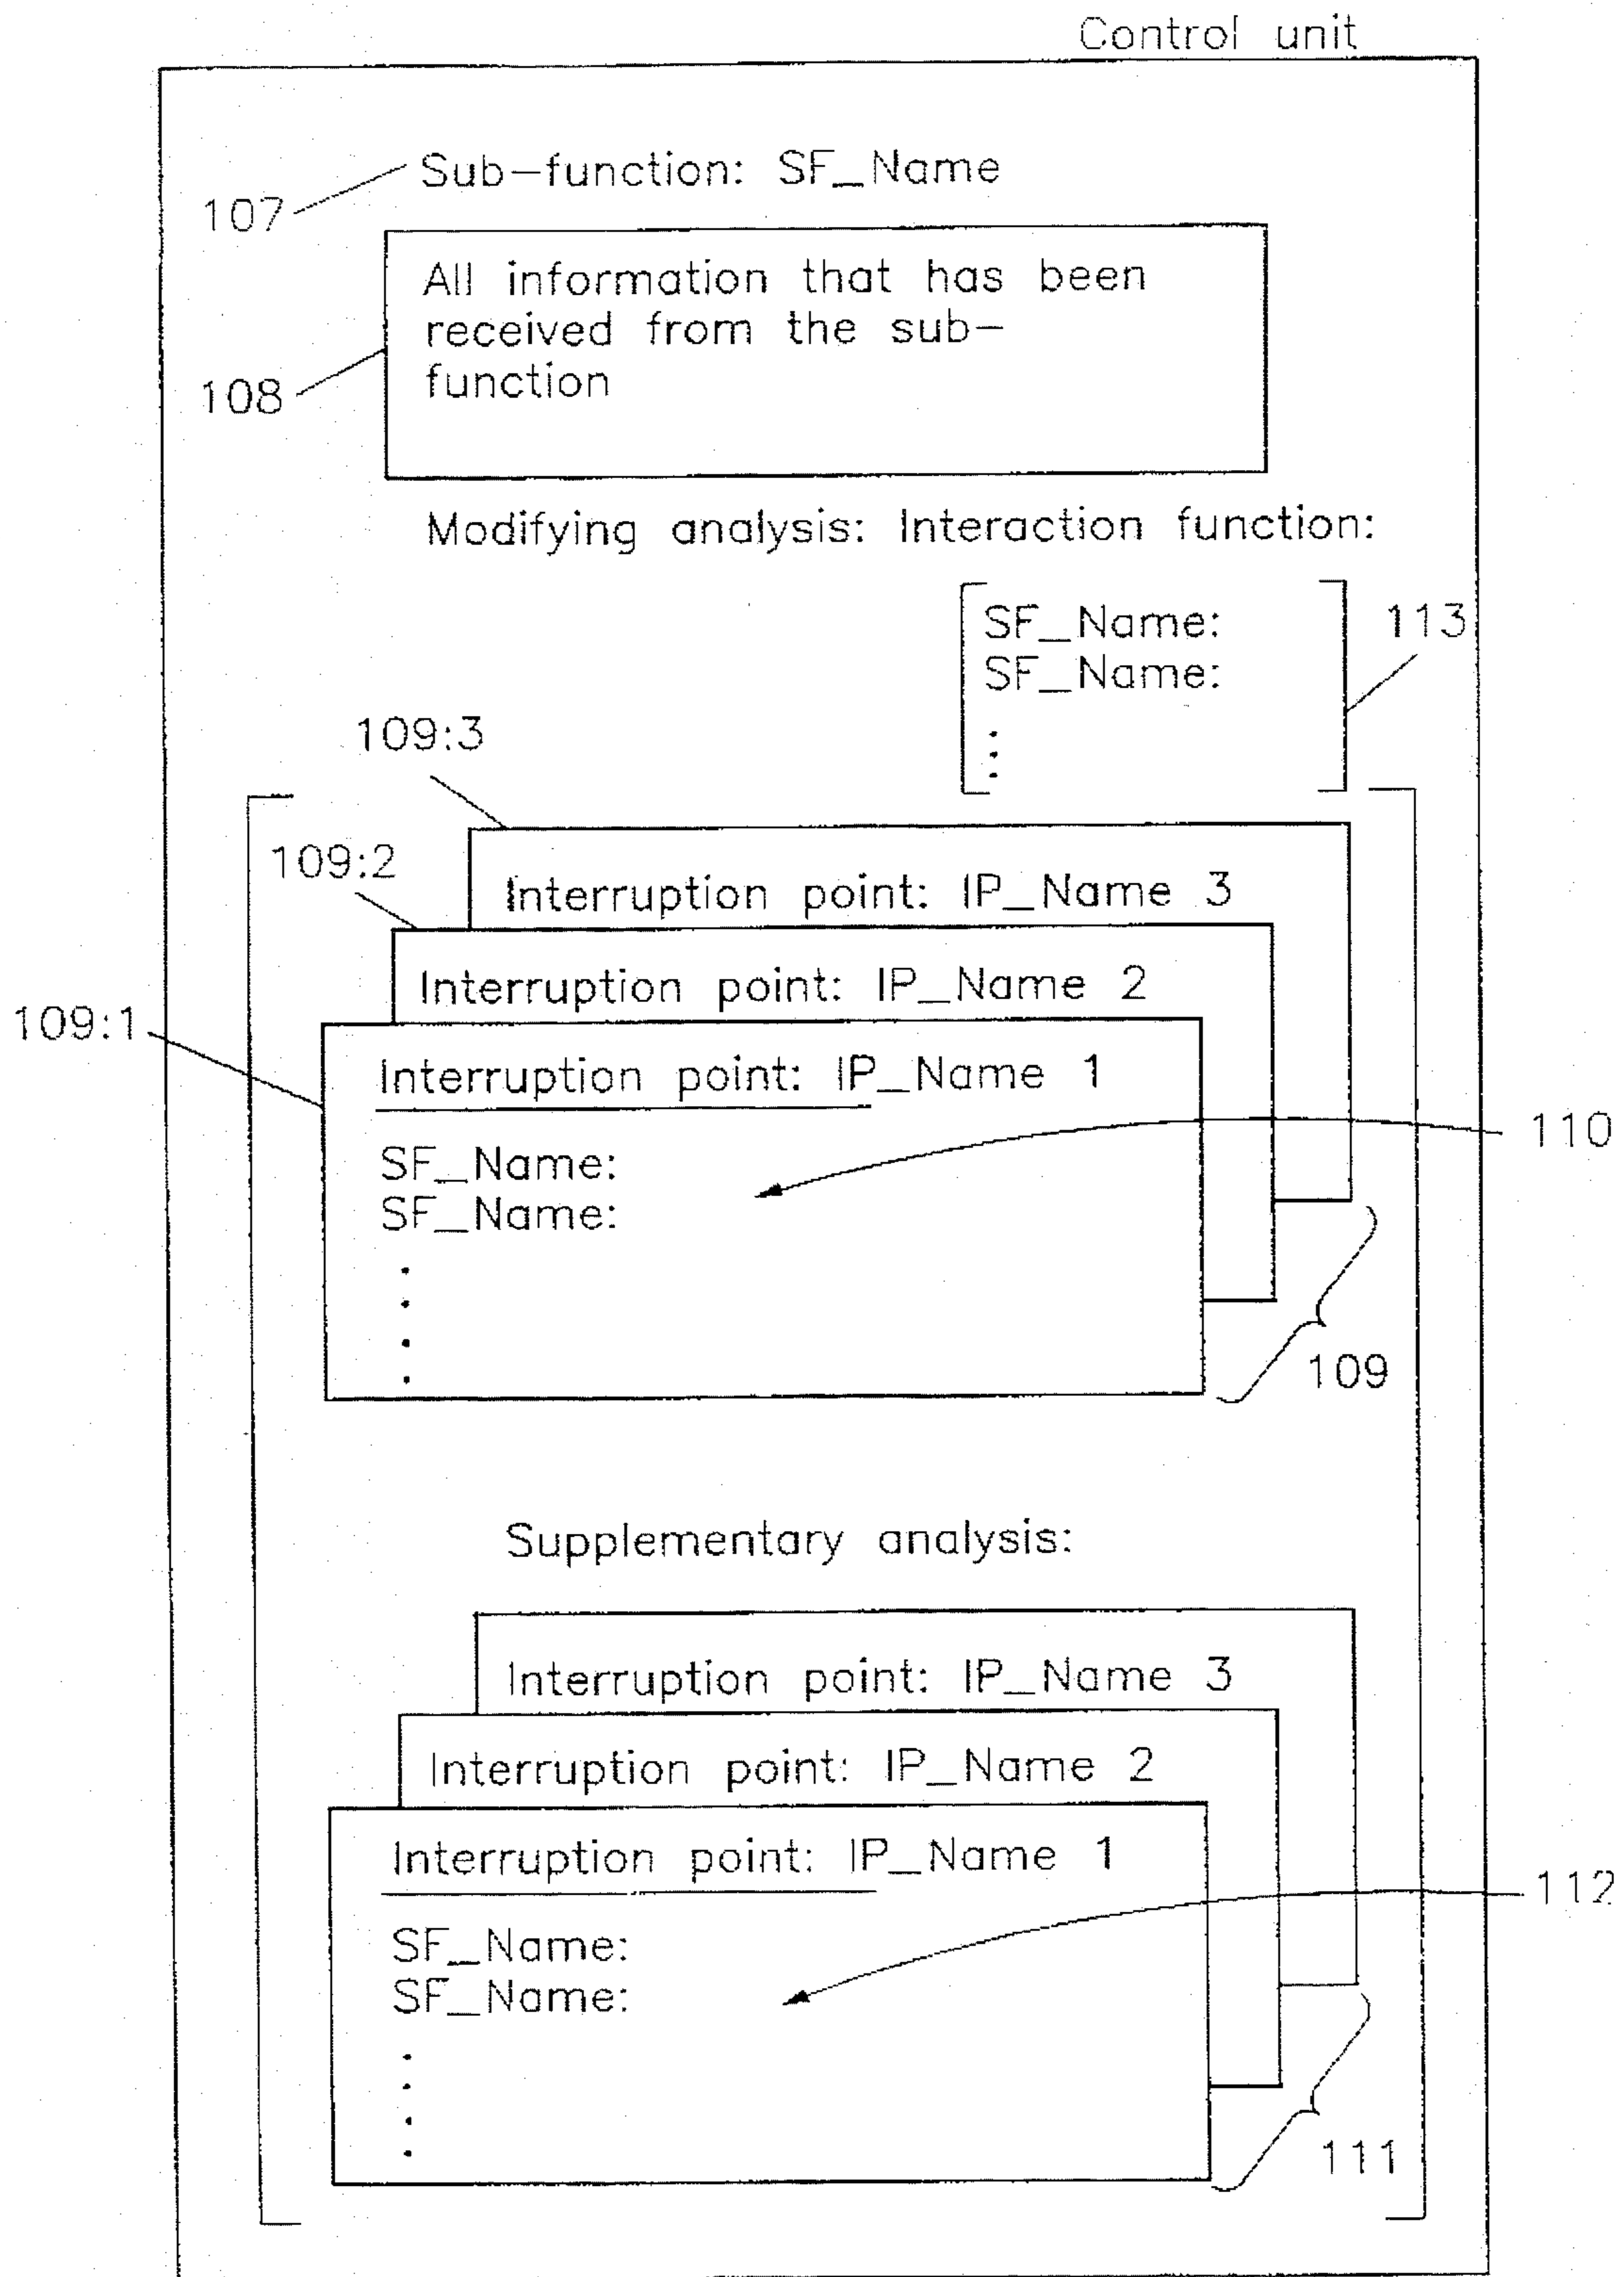 Control unit
Sub-function: SF_Name
107
All information that has been
received from the sub-
function
108
Modifying analysis: Interaction function:
SF_Name:
SF_Name:
113
109:3
Interruption point: IP_Name 3
109:2
Interruption point: IP_Name 2
109:1
Interruption point: IP_Name 1
110
SF_Name:
SF_Name:
109
Supplementary analysis:
Interruption point: IP_Name 3
Interruption point: IP_Name 2
Interruption point: IP_Name 1
112
SF_Name:
SF_Name:
111